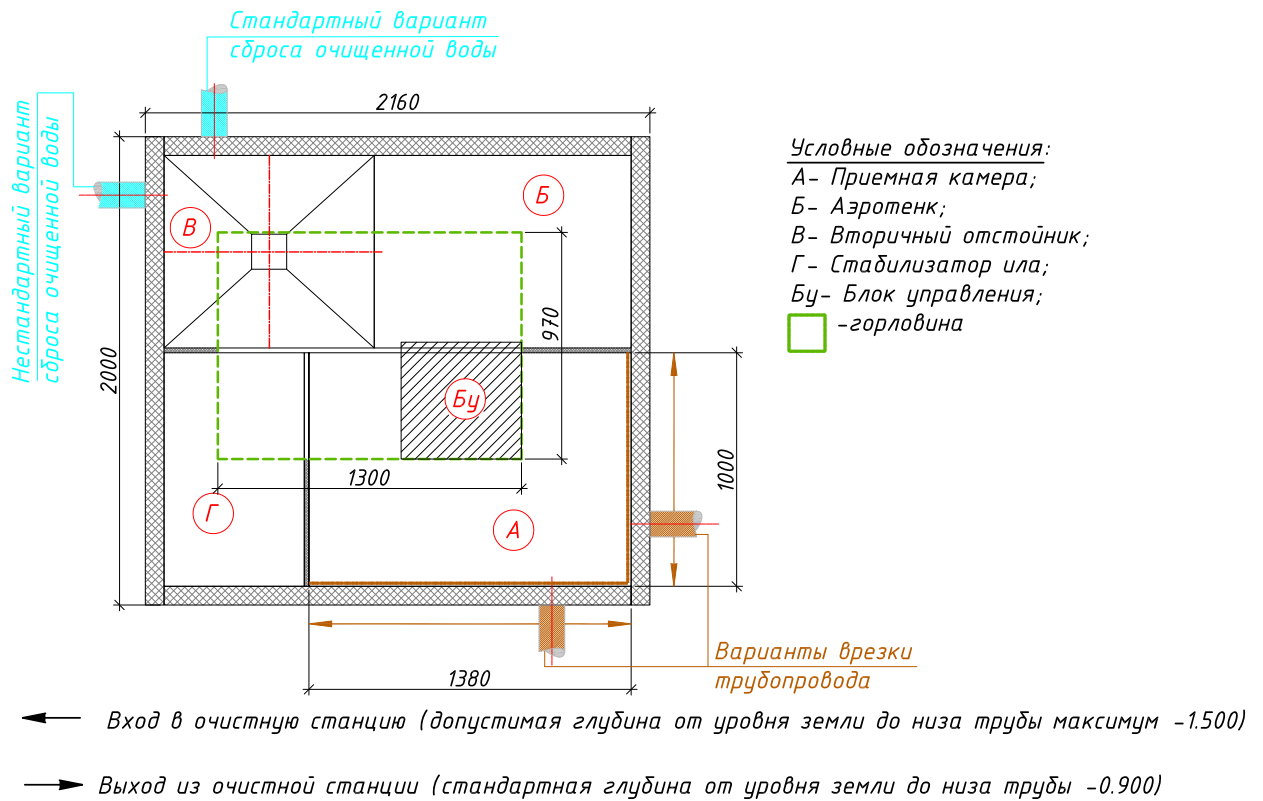 Стандартный вариант
сброса очищенной воды
Нестандартный вариант
сброса очищенной воды
2160
2000
В
Б
970
Бу
1300
1000
Г
А
1380
Варианты врезки
трубопровода
Условные обозначения:
А- Приемная камера;
Б- Аэротенк;
В- Вторичный отстойник;
Г- Стабилизатор ила;
Бу- Блок управления;
-горловина
Вход в очистную станцию (допустимая глубина от уровня земли до низа трубы максимум -1.500)
Выход из очистной станции (стандартная глубина от уровня земли до низа трубы -0.900)